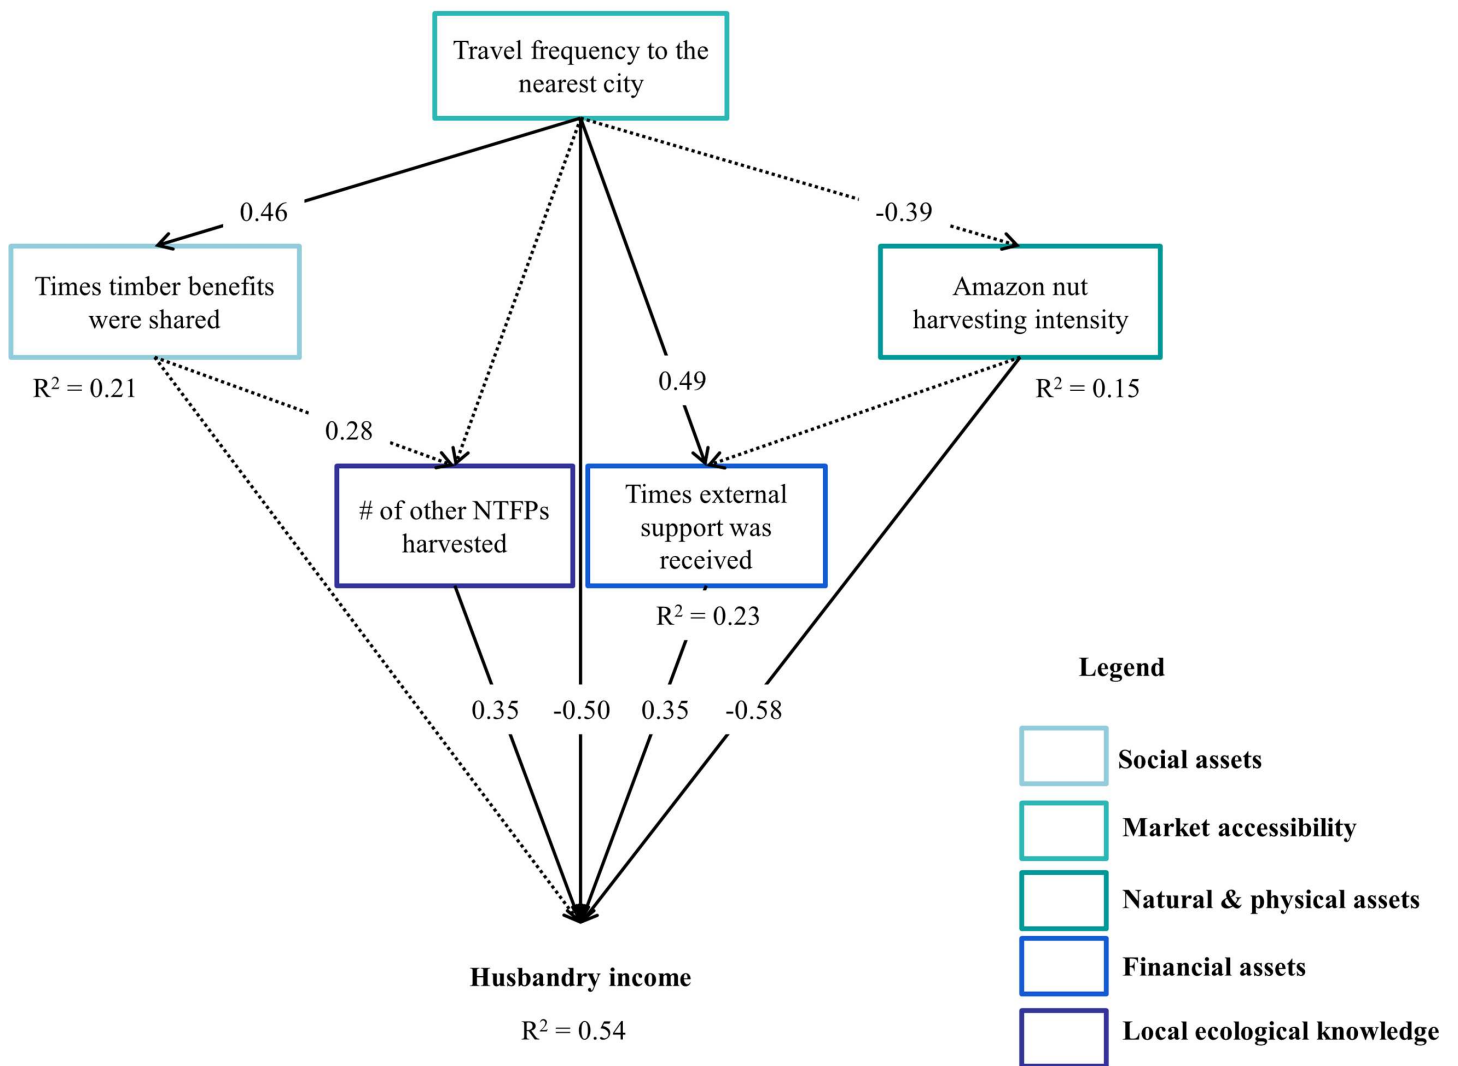 Travel frequency to the
nearest city
0.46
-0.39
Times timber benefits
were shared
Amazon nut
harvesting intensity
R² = 0.21
0.49
R² = 0.15
0.28
# of other NTFPs
harvested
Times external
support was
received
R² = 0.23
0.35
-0.50
0.35
-0.58
Husbandry income
R² = 0.54
Legend
Social assets
Market accessibility
Natural & physical assets
Financial assets
Local ecological knowledge